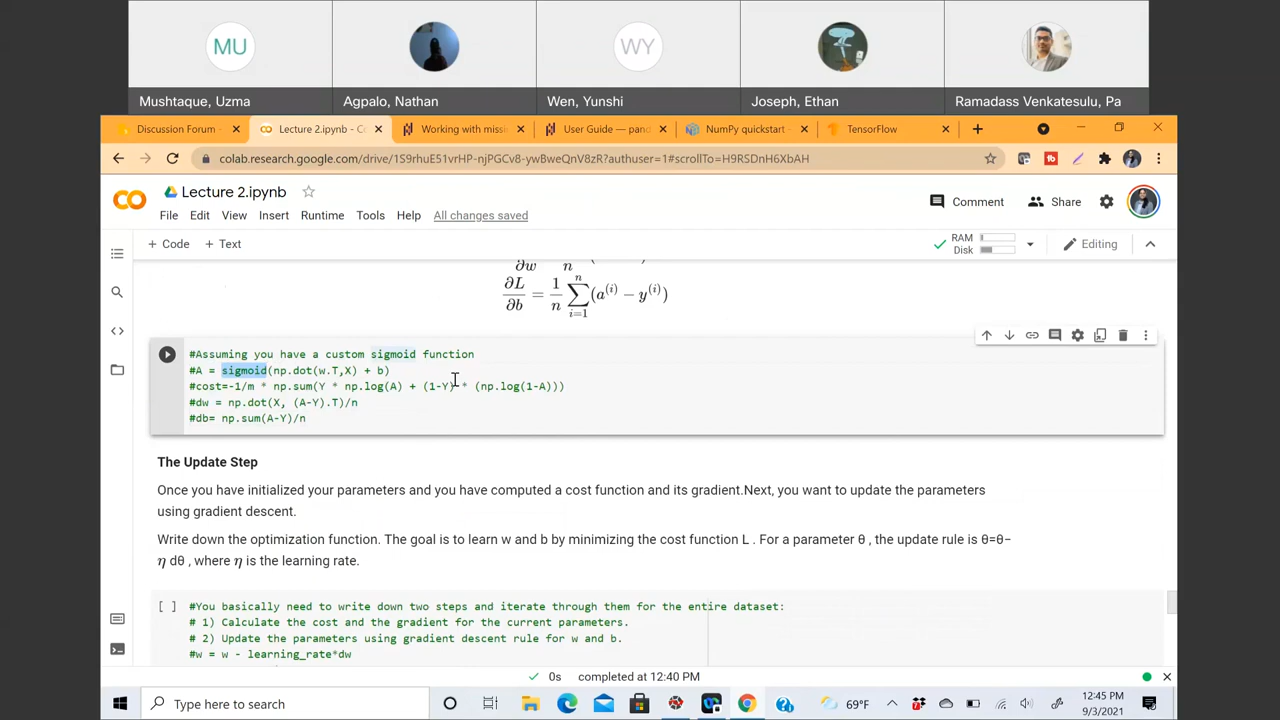 MU
WY
Mushtaque, Uzma
Agpalo, Nathan
Wen, Yunshi
Joseph, Ethan
Ramadass Venkatesulu, Pa
Discussion Forum -
Lecture 2.ipynb - Co
Working with missi
User Guide — pand
NumPy quickstart -
TensorFlow
colab.research.google.com/drive/1S9rhuE51vrHP-njPGCv8-ywBweQnV8zR?authuser=1#scrollTo=H9RSDnH6XbAH
Lecture 2.ipynb
File Edit View Insert Runtime Tools Help All changes saved
Comment Share
+ Code + Text
RAM
Disk
Editing
∂w n
∂L/∂b = 1/n ∑ i=1 n (a(i) − y(i))
#Assuming you have a custom sigmoid function
#A = sigmoid(np.dot(w.T,X) + b)
#cost=-1/m * np.sum(Y * np.log(A) + (1-Y) * (np.log(1-A)))
#dw = np.dot(X, (A-Y).T)/n
#db= np.sum(A-Y)/n
The Update Step
Once you have initialized your parameters and you have computed a cost function and its gradient.Next, you want to update the parameters
using gradient descent.
Write down the optimization function. The goal is to learn w and b by minimizing the cost function L . For a parameter θ , the update rule is θ=θ−
η dθ , where η is the learning rate.
[ ] #You basically need to write down two steps and iterate through them for the entire dataset:
# 1) Calculate the cost and the gradient for the current parameters.
# 2) Update the parameters using gradient descent rule for w and b.
#w = w - learning_rate*dw
0s completed at 12:40 PM
Type here to search
69°F
12:45 PM
9/3/2021